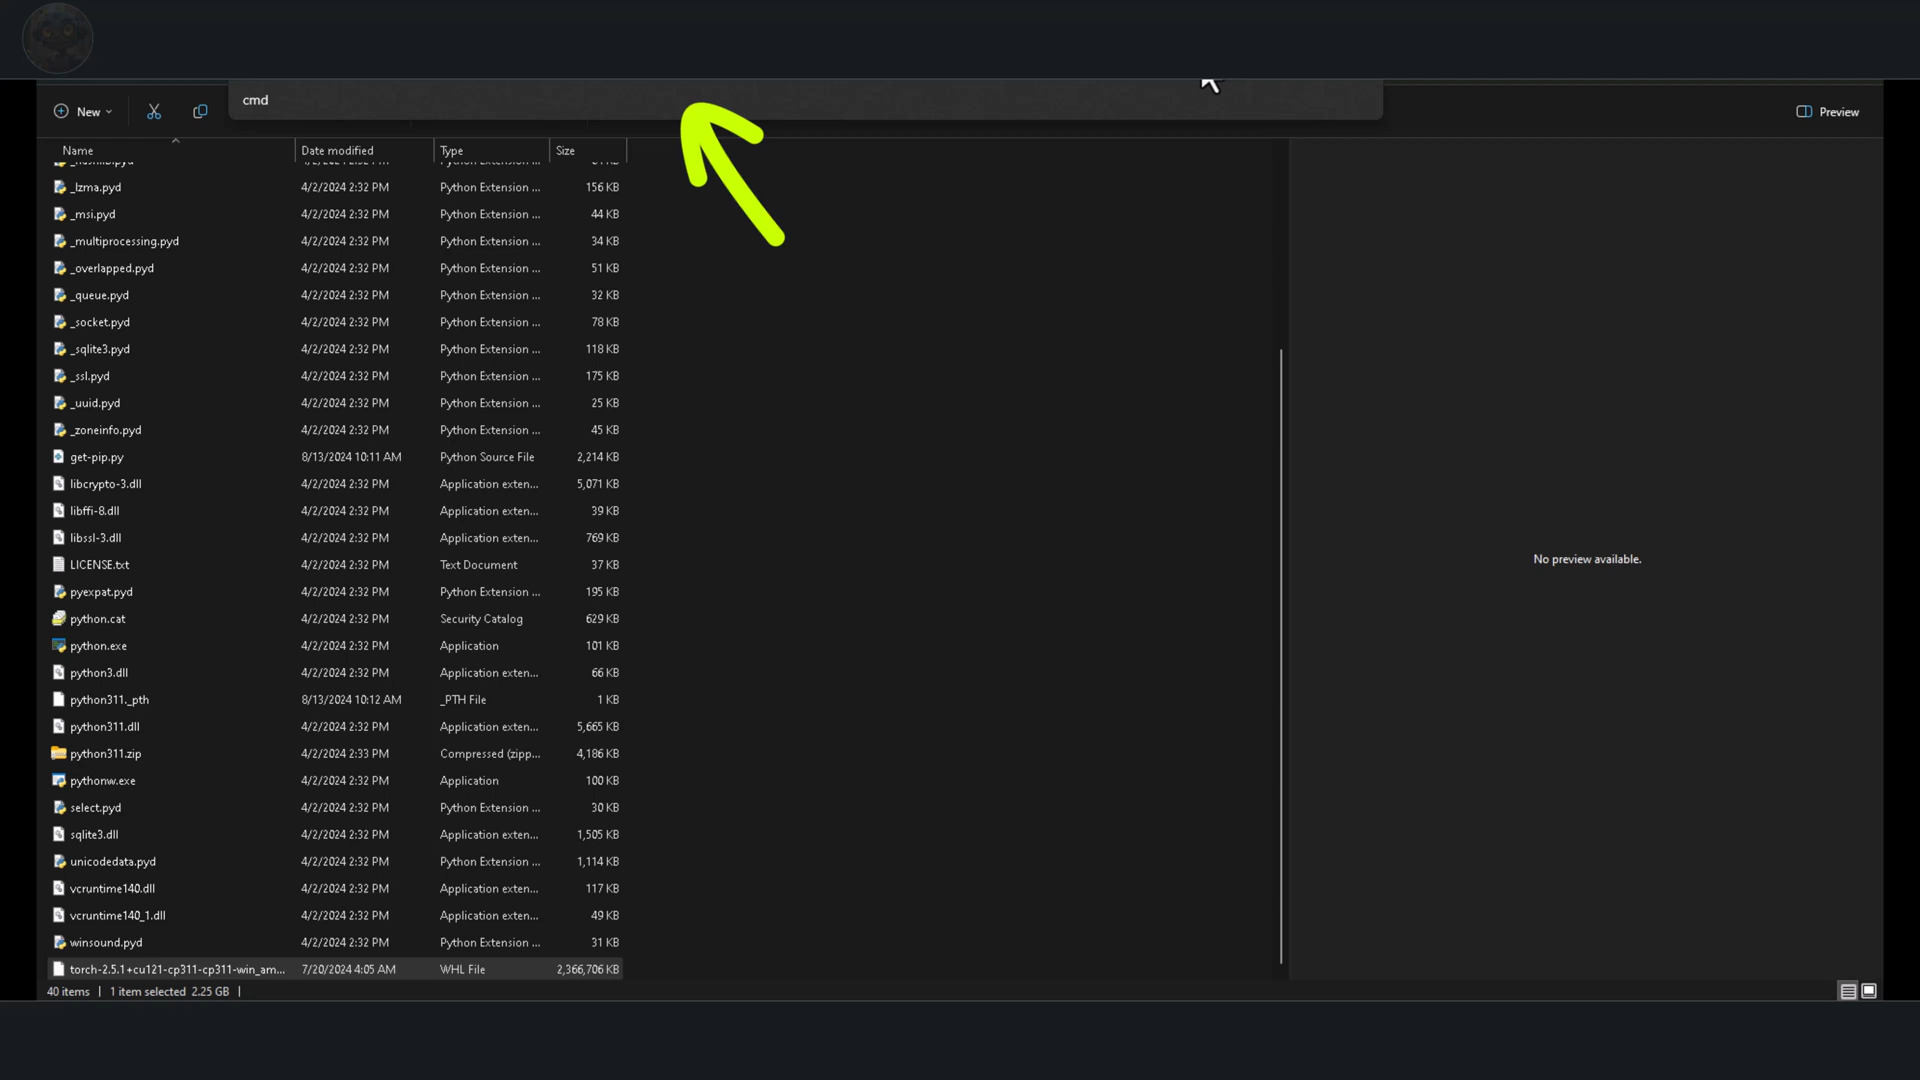 cmd
New
Preview
Name Date modified Type Size
_lzma.pyd 4/2/2024 2:32 PM Python Extension ... 156 KB
_msi.pyd 4/2/2024 2:32 PM Python Extension ... 44 KB
_multiprocessing.pyd 4/2/2024 2:32 PM Python Extension ... 34 KB
_overlapped.pyd 4/2/2024 2:32 PM Python Extension ... 51 KB
_queue.pyd 4/2/2024 2:32 PM Python Extension ... 32 KB
_socket.pyd 4/2/2024 2:32 PM Python Extension ... 78 KB
_sqlite3.pyd 4/2/2024 2:32 PM Python Extension ... 118 KB
_ssl.pyd 4/2/2024 2:32 PM Python Extension ... 175 KB
_uuid.pyd 4/2/2024 2:32 PM Python Extension ... 25 KB
_zoneinfo.pyd 4/2/2024 2:32 PM Python Extension ... 45 KB
get-pip.py 8/13/2024 10:11 AM Python Source File 2,214 KB
libcrypto-3.dll 4/2/2024 2:32 PM Application exten... 5,071 KB
libffi-8.dll 4/2/2024 2:32 PM Application exten... 39 KB
libssl-3.dll 4/2/2024 2:32 PM Application exten... 769 KB
LICENSE.txt 4/2/2024 2:32 PM Text Document 37 KB
pyexpat.pyd 4/2/2024 2:32 PM Python Extension ... 195 KB
python.cat 4/2/2024 2:32 PM Security Catalog 629 KB
python.exe 4/2/2024 2:32 PM Application 101 KB
python3.dll 4/2/2024 2:32 PM Application exten... 66 KB
python311._pth 8/13/2024 10:12 AM _PTH File 1 KB
python311.dll 4/2/2024 2:32 PM Application exten... 5,665 KB
python311.zip 4/2/2024 2:33 PM Compressed (zipp... 4,186 KB
pythonw.exe 4/2/2024 2:32 PM Application 100 KB
select.pyd 4/2/2024 2:32 PM Python Extension ... 30 KB
sqlite3.dll 4/2/2024 2:32 PM Application exten... 1,505 KB
unicodedata.pyd 4/2/2024 2:32 PM Python Extension ... 1,114 KB
vcruntime140.dll 4/2/2024 2:32 PM Application exten... 117 KB
vcruntime140_1.dll 4/2/2024 2:32 PM Application exten... 49 KB
winsound.pyd 4/2/2024 2:32 PM Python Extension ... 31 KB
torch-2.5.1+cu121-cp311-cp311-win_am... 7/20/2024 4:05 AM WHL File 2,366,706 KB
No preview available.
40 items | 1 item selected 2.25 GB |